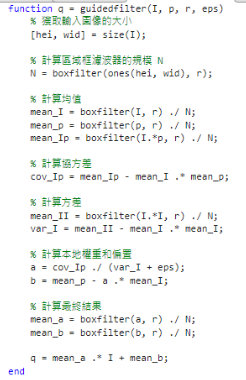 function q = guidedfilter(I, p, r, eps)
% 獲取輸入圖像的大小
[hei, wid] = size(I);
% 計算區域框濾波器的規模 N
N = boxfilter(ones(hei, wid), r);
% 計算均值
mean_I = boxfilter(I, r) ./ N;
mean_p = boxfilter(p, r) ./ N;
mean_Ip = boxfilter(I.*p, r) ./ N;
% 計算協方差
cov_Ip = mean_Ip - mean_I .* mean_p;
% 計算方差
mean_II = boxfilter(I.*I, r) ./ N;
var_I = mean_II - mean_I .* mean_I;
% 計算本地權重和偏置
a = cov_Ip ./ (var_I + eps);
b = mean_p - a .* mean_I;
% 計算最終結果
mean_a = boxfilter(a, r) ./ N;
mean_b = boxfilter(b, r) ./ N;
q = mean_a .* I + mean_b;
end